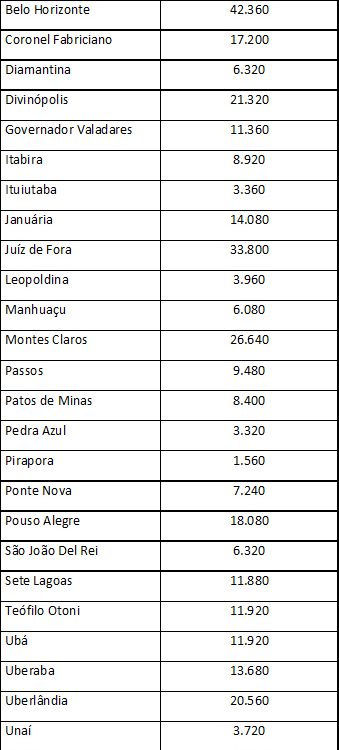 Belo Horizonte 42.360
Coronel Fabriciano 17.200
Diamantina 6.320
Divinópolis 21.320
Governador Valadares 11.360
Itabira 8.920
Ituiutaba 3.360
Januária 14.080
Juíz de Fora 33.800
Leopoldina 3.960
Manhuaçu 6.080
Montes Claros 26.640
Passos 9.480
Patos de Minas 8.400
Pedra Azul 3.320
Pirapora 1.560
Ponte Nova 7.240
Pouso Alegre 18.080
São João Del Rei 6.320
Sete Lagoas 11.880
Teófilo Otoni 11.920
Ubá 11.920
Uberaba 13.680
Uberlândia 20.560
Unaí 3.720